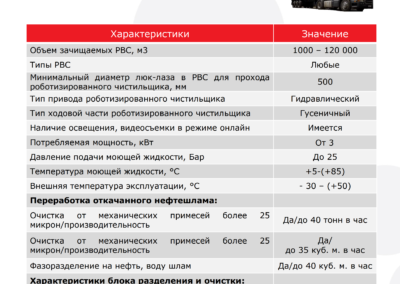 Характеристики Значение
Объем зачищаемых РВС, м3 1000 – 120 000
Типы РВС Любые
Минимальный диаметр люк-лаза в РВС для прохода
роботизированного чистильщика, мм 500
Тип привода роботизированного чистильщика Гидравлический
Тип ходовой части роботизированного чистильщика Гусеничный
Наличие освещения, видеосъемки в режиме онлайн Имеется
Потребляемая мощность, кВт От 3
Давление подачи моющей жидкости, Бар До 25
Температура моющей жидкости, °С +5-(+85)
Внешняя температура эксплуатации, °С - 30 – (+50)
Переработка откачанного нефтешлама:
Очистка от механических примесей более 25
микрон/производительность Да/до 40 тонн в час
Очистка от механических примесей более 25 Да/
микрон/производительность до 35 куб. м. в час
Фазоразделение на нефть, воду шлам Да/до 40 куб. м. в час
Характеристики блока разделения и очистки: